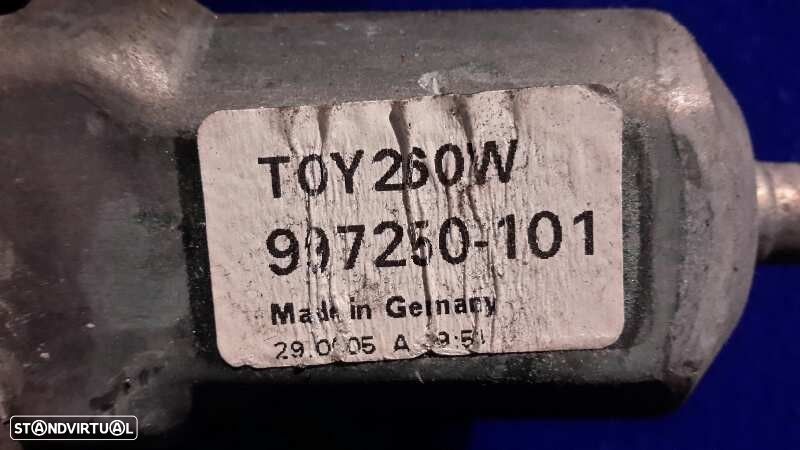 TOY260W
997250-101
Made in Germany
A
STANDVIRTUAL